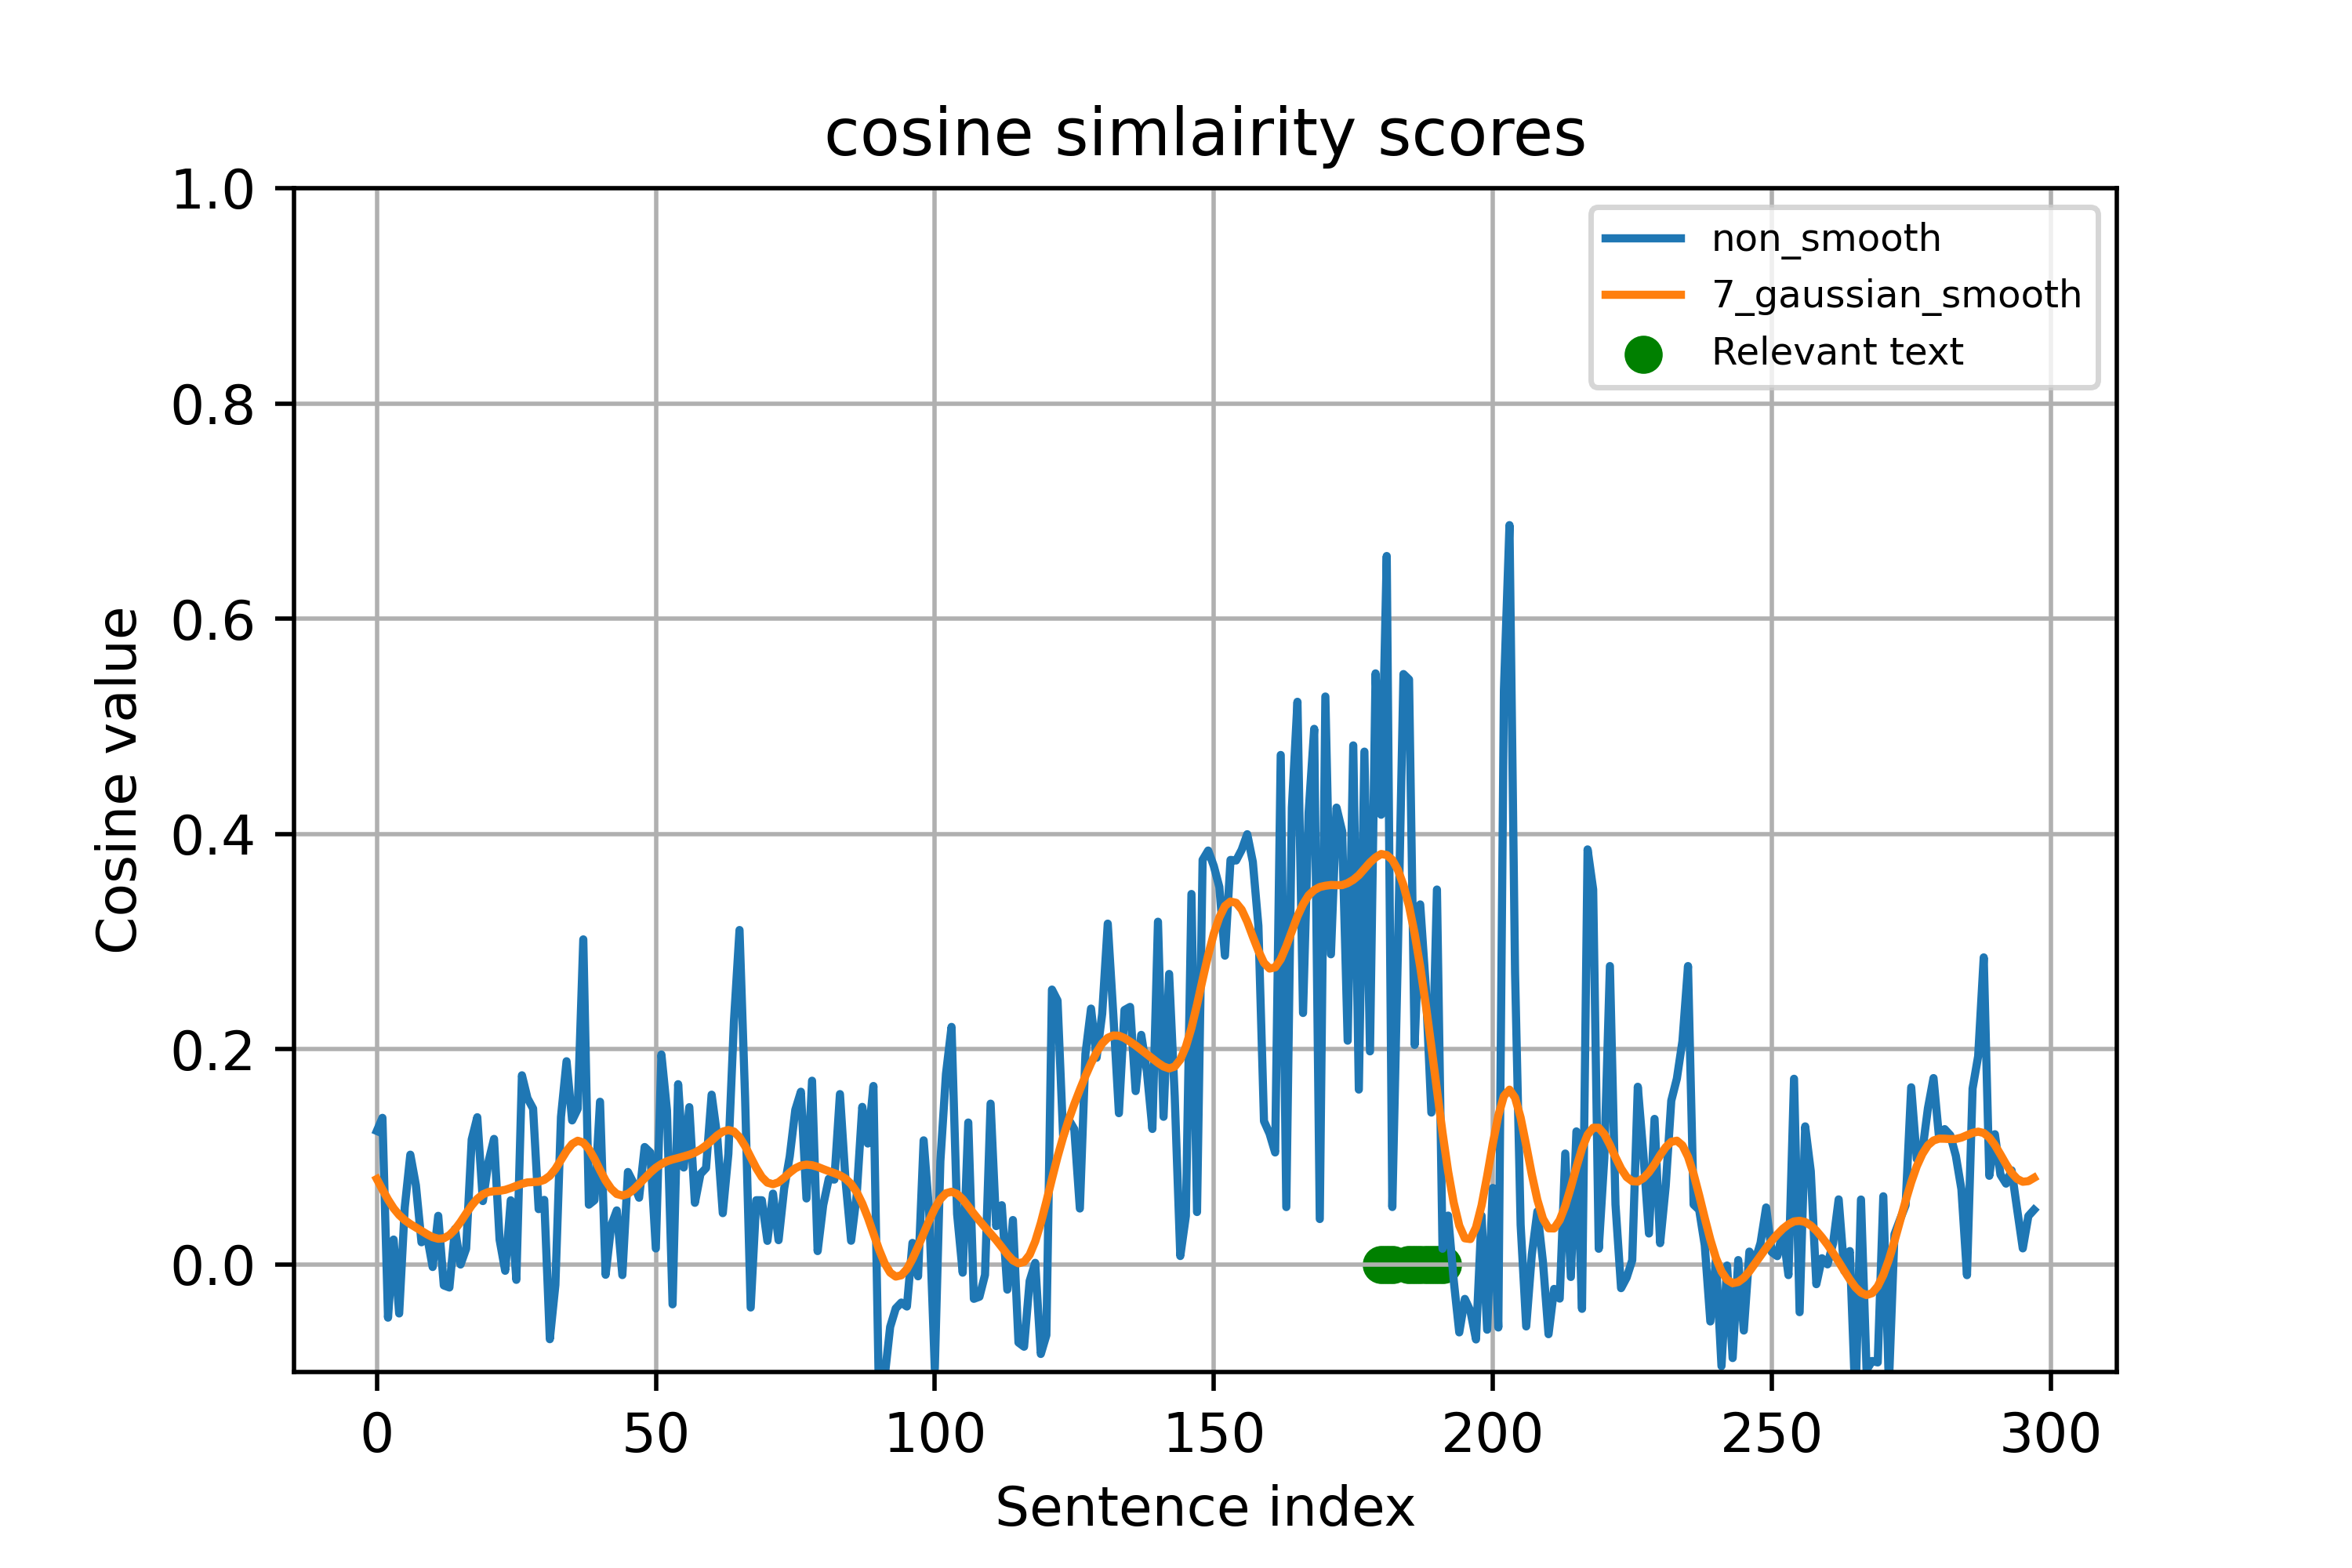 cosine simlairity scores
1.0
0.8
0.6
0.4
0.2
0.0
Cosine value
non_smooth
7_gaussian_smooth
Relevant text
0 50 100 150 200 250 300
Sentence index